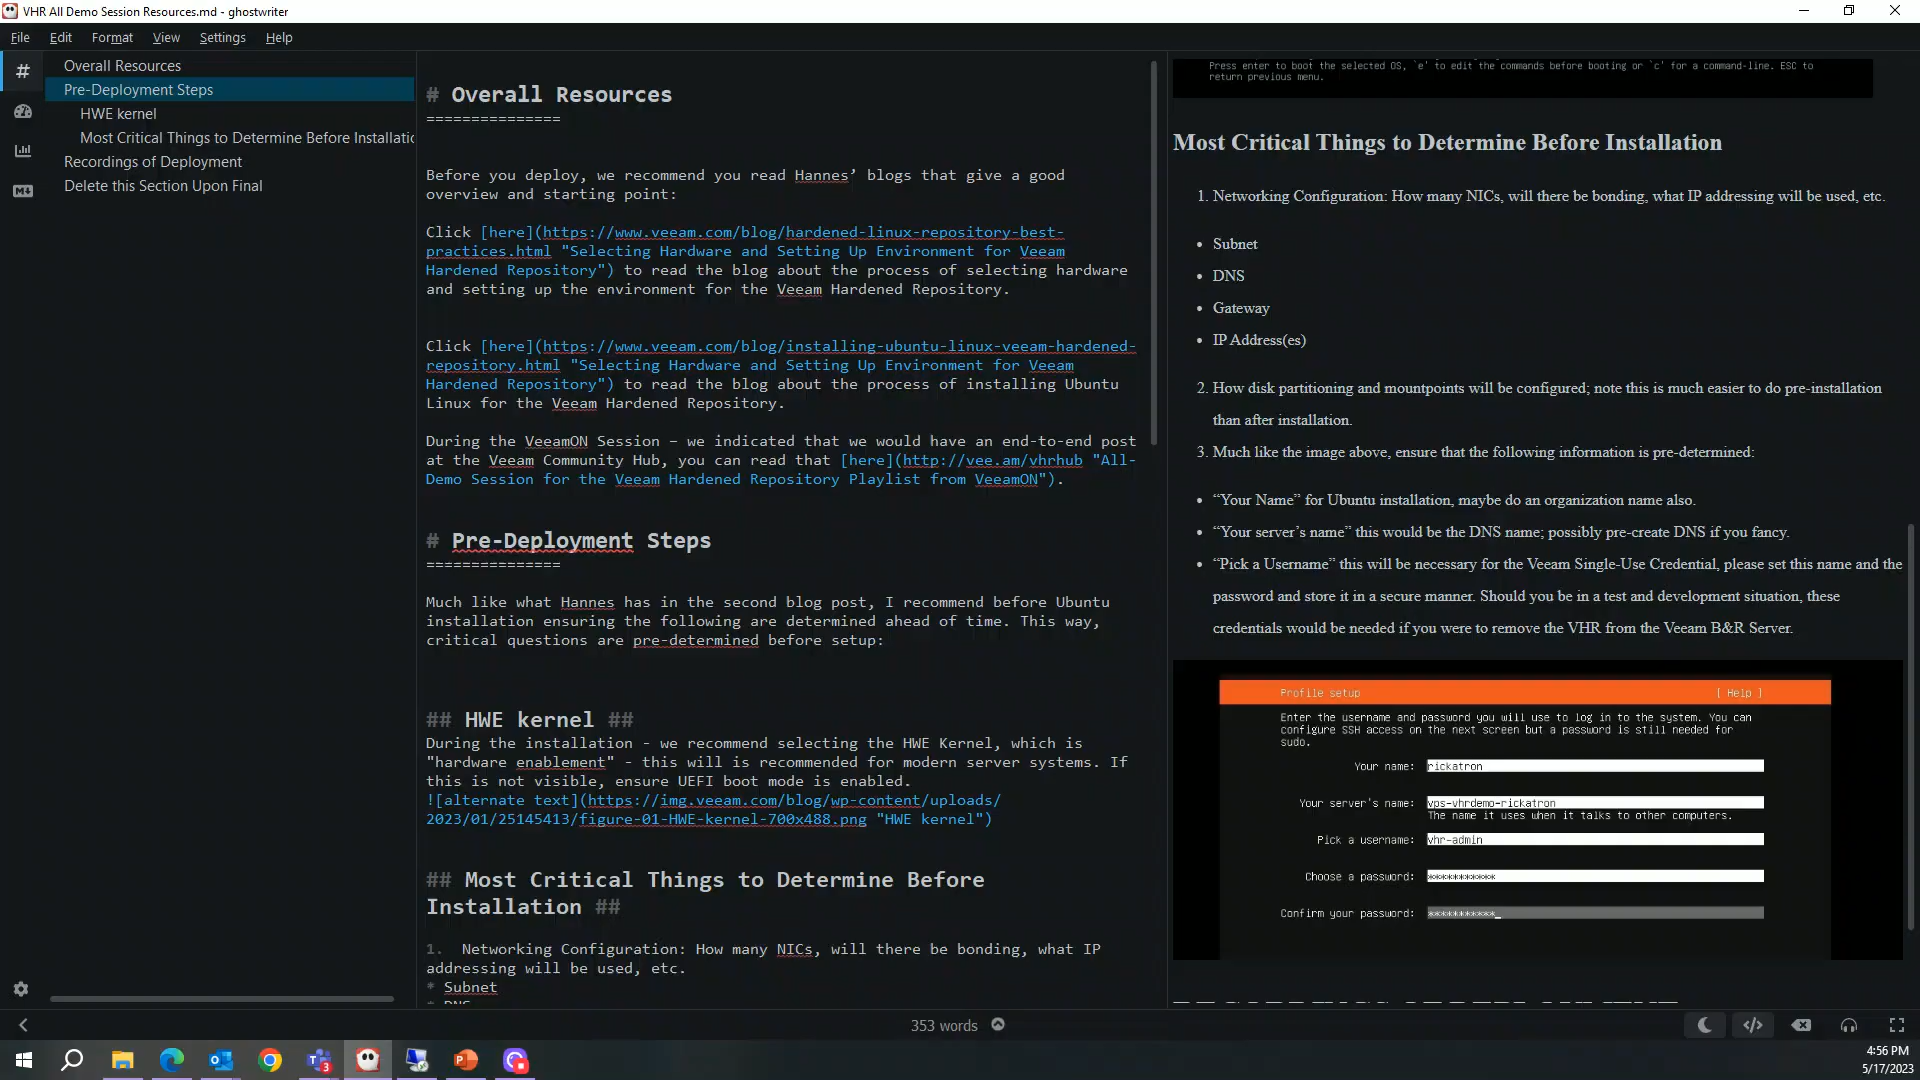 VHR All Demo Session Resources.md - ghostwriter
File Edit Format View Settings Help
Overall Resources
Pre-Deployment Steps
HWE kernel
Most Critical Things to Determine Before Installatio
Recordings of Deployment
Delete this Section Upon Final
# Overall Resources
===============
Before you deploy, we recommend you read Hannes’ blogs that give a good
overview and starting point:
Click [here](https://www.veeam.com/blog/hardened-linux-repository-best-
practices.html "Selecting Hardware and Setting Up Environment for Veeam
Hardened Repository") to read the blog about the process of selecting hardware
and setting up the environment for the Veeam Hardened Repository.
Click [here](https://www.veeam.com/blog/installing-ubuntu-linux-veeam-hardened-
repository.html "Selecting Hardware and Setting Up Environment for Veeam
Hardened Repository") to read the blog about the process of installing Ubuntu
Linux for the Veeam Hardened Repository.
During the VeeamON Session – we indicated that we would have an end-to-end post
at the Veeam Community Hub, you can read that [here](http://vee.am/vhrhub "All-
Demo Session for the Veeam Hardened Repository Playlist from VeeamON").
# Pre-Deployment Steps
===============
Much like what Hannes has in the second blog post, I recommend before Ubuntu
installation ensuring the following are determined ahead of time. This way,
critical questions are pre-determined before setup:
## HWE kernel ##
During the installation - we recommend selecting the HWE Kernel, which is
"hardware enablement" - this will is recommended for modern server systems. If
this is not visible, ensure UEFI boot mode is enabled.
![alternate text](https://img.veeam.com/blog/wp-content/uploads/
2023/01/25145413/figure-01-HWE-kernel-700x488.png "HWE kernel")
## Most Critical Things to Determine Before
Installation ##
1. Networking Configuration: How many NICs, will there be bonding, what IP
addressing will be used, etc.
* Subnet
* DNS
Press enter to boot the selected OS, `e' to edit the commands before booting or `c' for a command-line. ESC to
return previous menu.
Most Critical Things to Determine Before Installation
1. Networking Configuration: How many NICs, will there be bonding, what IP addressing will be used, etc.
• Subnet
• DNS
• Gateway
• IP Address(es)
2. How disk partitioning and mountpoints will be configured; note this is much easier to do pre-installation
than after installation.
3. Much like the image above, ensure that the following information is pre-determined:
• “Your Name” for Ubuntu installation, maybe do an organization name also.
• “Your server’s name” this would be the DNS name; possibly pre-create DNS if you fancy.
• “Pick a Username” this will be necessary for the Veeam Single-Use Credential, please set this name and the
password and store it in a secure manner. Should you be in a test and development situation, these
credentials would be needed if you were to remove the VHR from the Veeam B&R Server.
Profile setup [ Help ]
Enter the username and password you will use to log in to the system. You can
configure SSH access on the next screen but a password is still needed for
sudo.
Your name: rickatron
Your server's name: vps-vhrdemo-rickatron
The name it uses when it talks to other computers.
Pick a username: vhr-admin
Choose a password: ***********
Confirm your password: ***********_
353 words
4:56 PM
5/17/2023